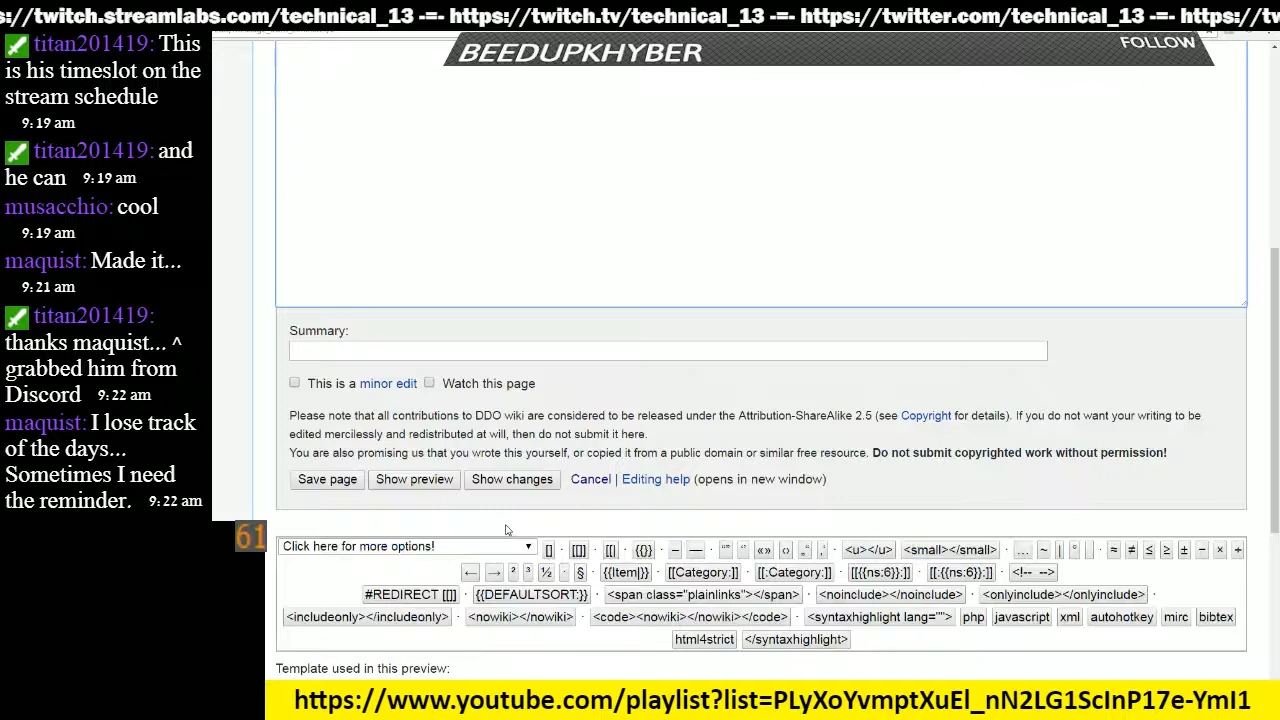 s://twitch.streamlabs.com/technical_13 -=- https://twitch.tv/technical_13 -=- https://twitter.com/technical_13 -=- https://t
titan201419: This
is his timeslot on the
stream schedule
9:19 am
titan201419: and
he can 9:19 am
musacchio: cool
9:19 am
maquist: Made it...
9:21 am
titan201419:
thanks maquist... ^
grabbed him from
Discord 9:22 am
maquist: I lose track
of the days...
Sometimes I need
the reminder. 9:22 am
BEEDUPKHYBER
FOLLOW
Summary:
This is a minor edit Watch this page
Please note that all contributions to DDO wiki are considered to be released under the Attribution-ShareAlike 2.5 (see Copyright for details). If you do not want your writing to be
edited mercilessly and redistributed at will, then do not submit it here.
You are also promising us that you wrote this yourself, or copied it from a public domain or similar free resource. Do not submit copyrighted work without permission!
Save page Show preview Show changes Cancel | Editing help (opens in new window)
61
Click here for more options! [] · [[]] · [[|]] · {{}} · – · — · “” · ‘’ · «» · ‹› · „“ · ‚‘ · <u></u> · <small></small> · … · ~ · | · ° · · ≈ · ≠ · ≤ · ≥ · ± · − · × · ÷
← · → · ² · ³ · ½ · · § · {{Item|}} · [[Category:]] · [[:Category:]] · [[{{ns:6}}:]] · [[:{{ns:6}}:]] · <!-- -->
#REDIRECT [[]] · {{DEFAULTSORT:}} · <span class="plainlinks"></span> · <noinclude></noinclude> · <onlyinclude></onlyinclude> ·
<includeonly></includeonly> · <nowiki></nowiki> · <code><nowiki></nowiki></code> · <syntaxhighlight lang=""> php javascript xml autohotkey mirc bibtex
html4strict </syntaxhighlight>
Template used in this preview:
https://www.youtube.com/playlist?list=PLyXoYvmptXuEl_nN2LG1ScInP17e-YmI1